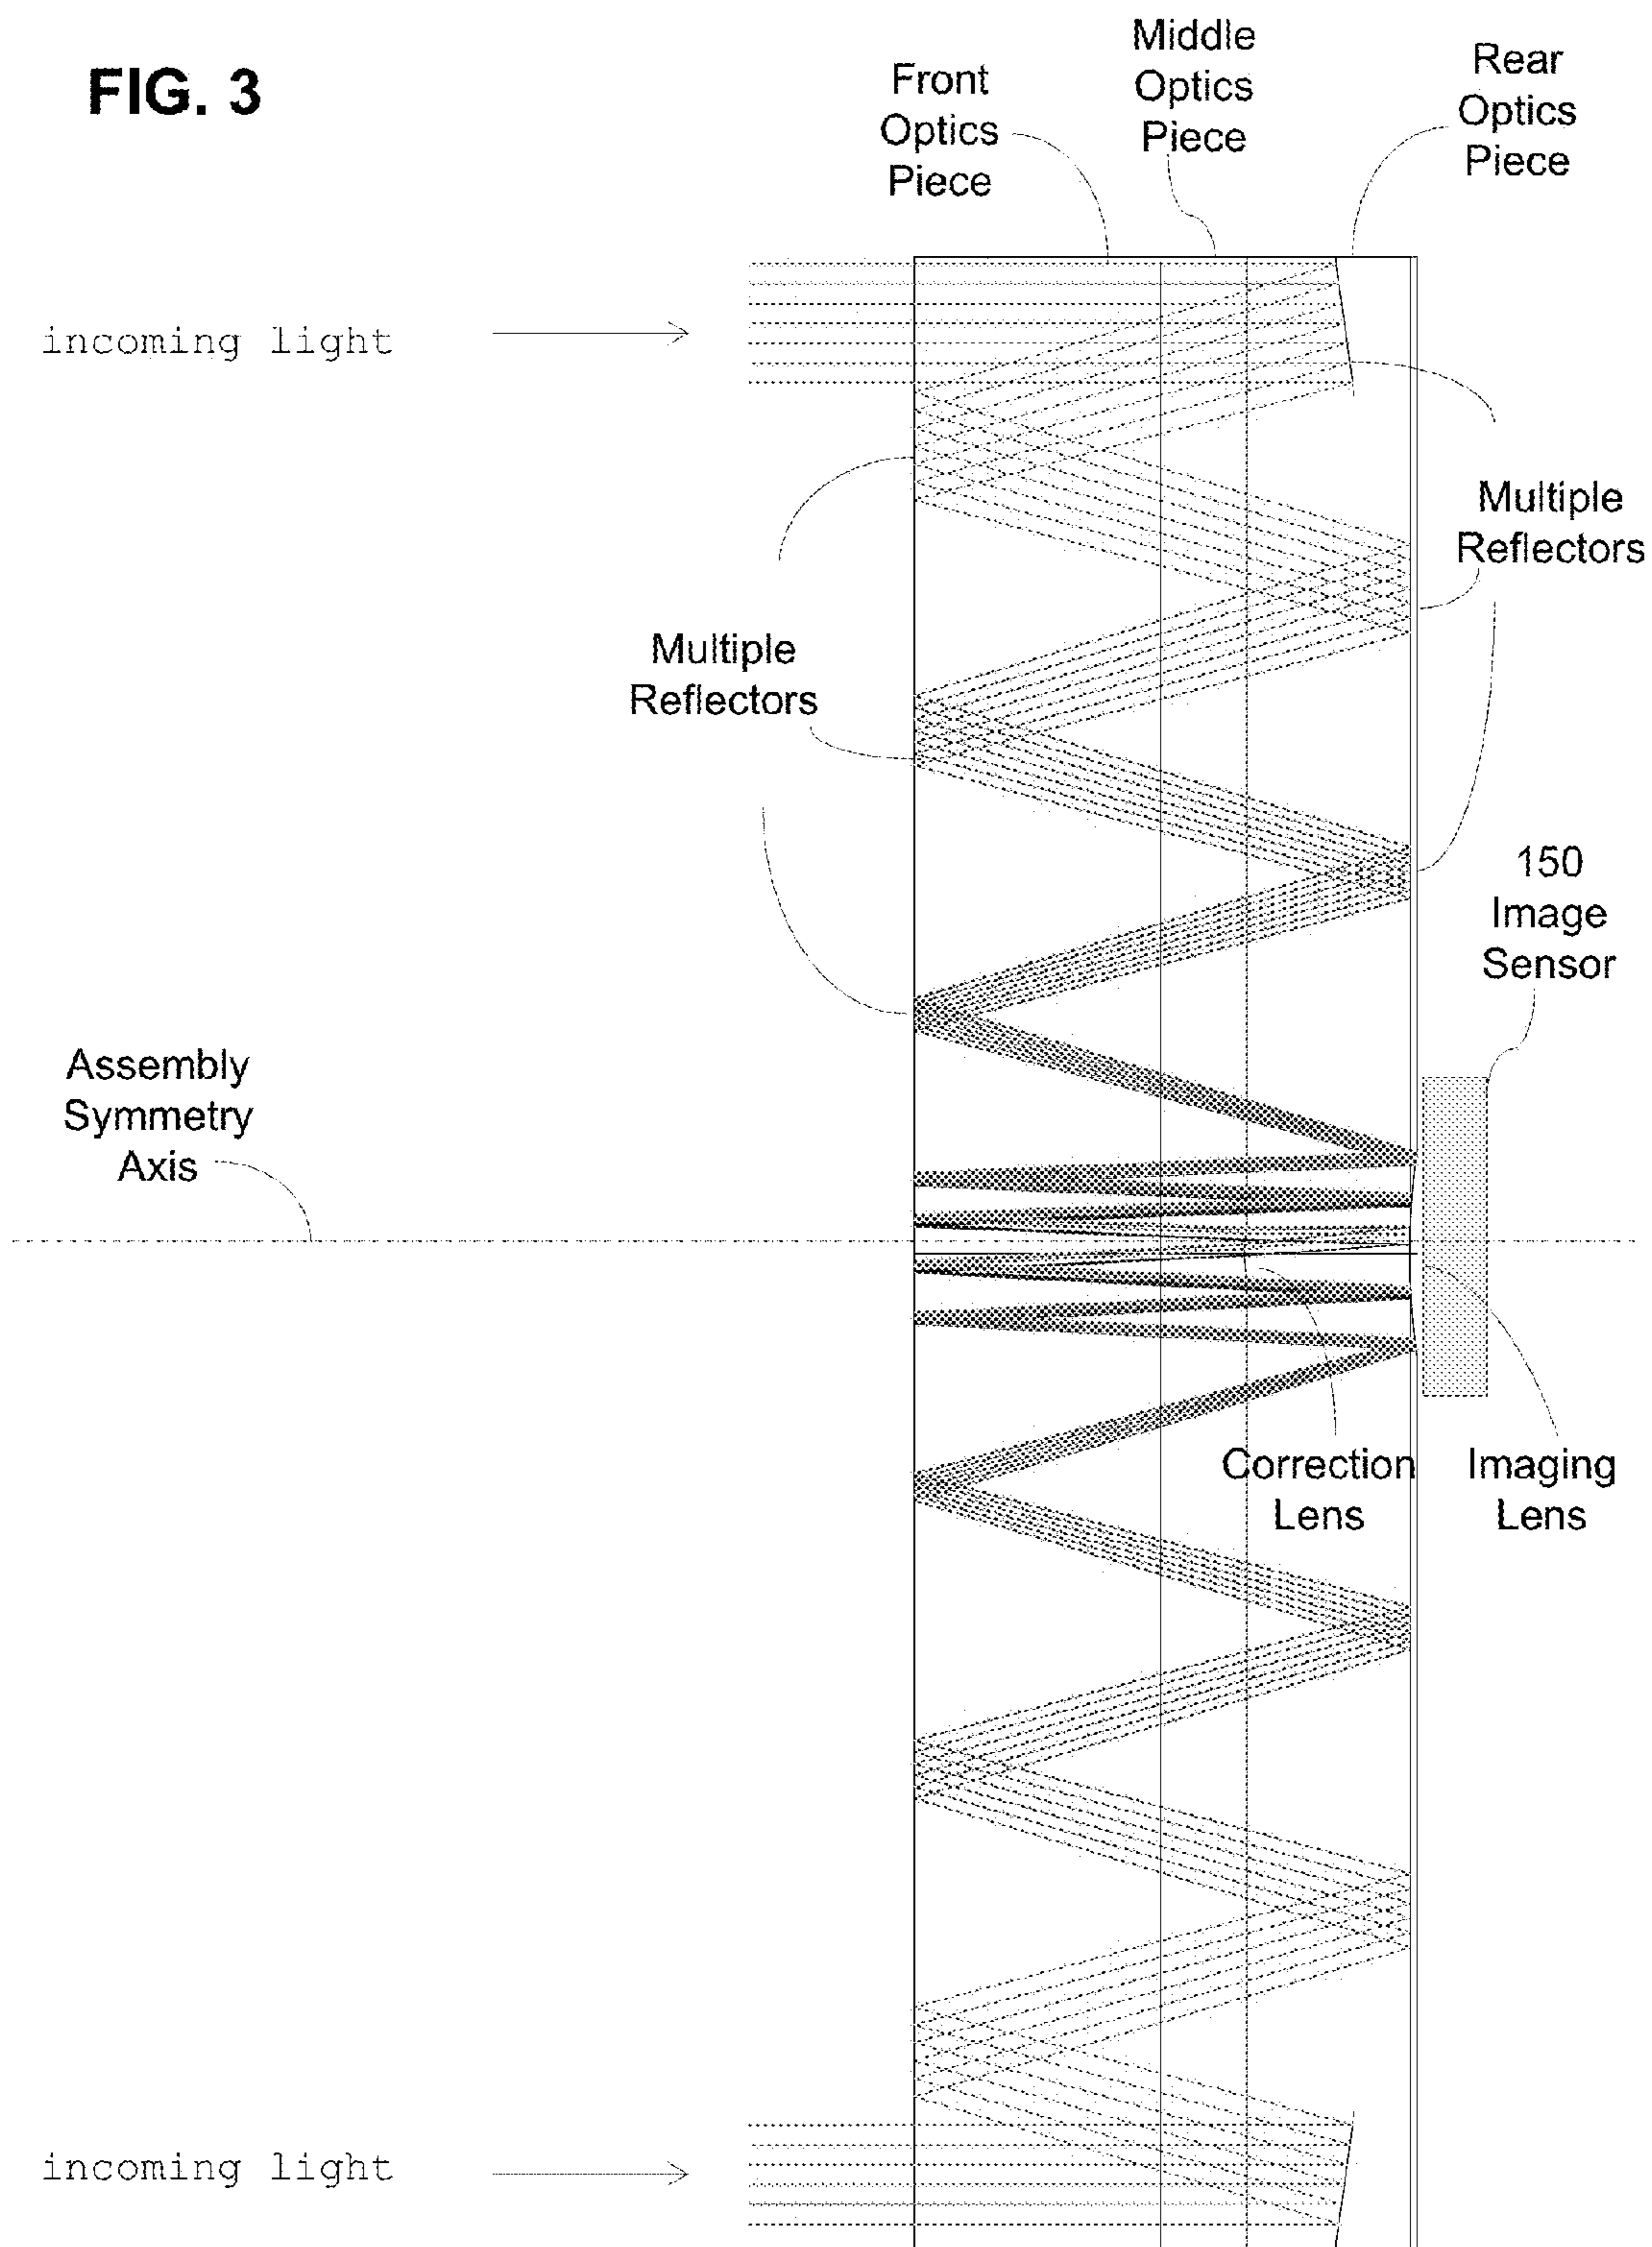 FIG. 3
Front
Optics
Piece
Middle
Optics
Piece
Rear
Optics
Piece
incoming light
Multiple
Reflectors
Multiple
Reflectors
150
Image
Sensor
Assembly
Symmetry
Axis
Correction
Lens
Imaging
Lens
incoming light